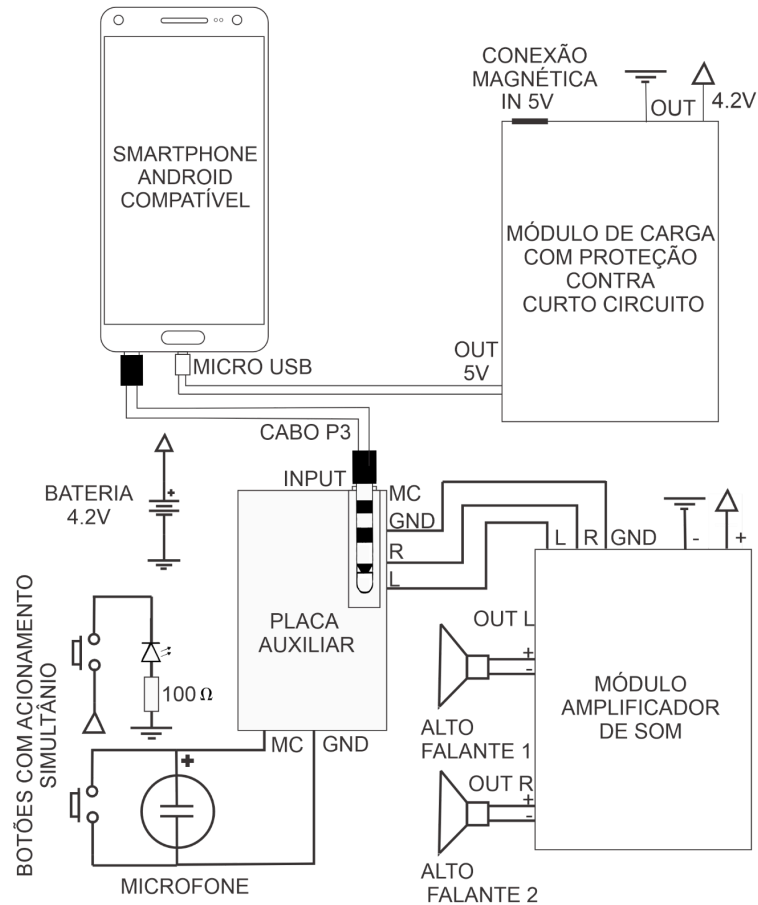 SMARTPHONE
ANDROID
COMPATÍVEL
CONEXÃO
MAGNÉTICA
IN 5V
OUT
4.2V
MÓDULO DE CARGA
COM PROTEÇÃO
CONTRA
CURTO CIRCUITO
OUT
5V
MICRO USB
CABO P3
INPUT
MC
GND
R
L
BATERIA
4.2V
+
PLACA
AUXILIAR
L R GND - +
MÓDULO
AMPLIFICADOR
DE SOM
OUT L
+
-
ALTO
FALANTE 1
OUT R
+
-
ALTO
FALANTE 2
BOTÕES COM ACIONAMENTO
SIMULTÂNIO
100 Ω
MC GND
+
MICROFONE